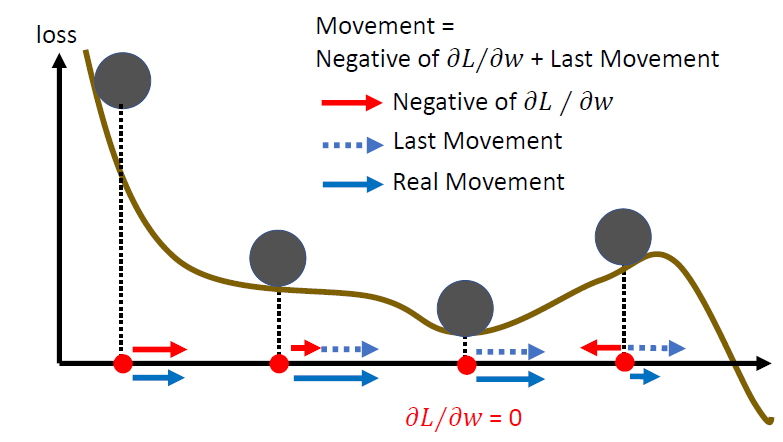 loss
Movement =
Negative of 𝜕𝐿/𝜕𝑤 + Last Movement
Negative of 𝜕𝐿 / 𝜕𝑤
Last Movement
Real Movement
𝜕𝐿/𝜕𝑤 = 0